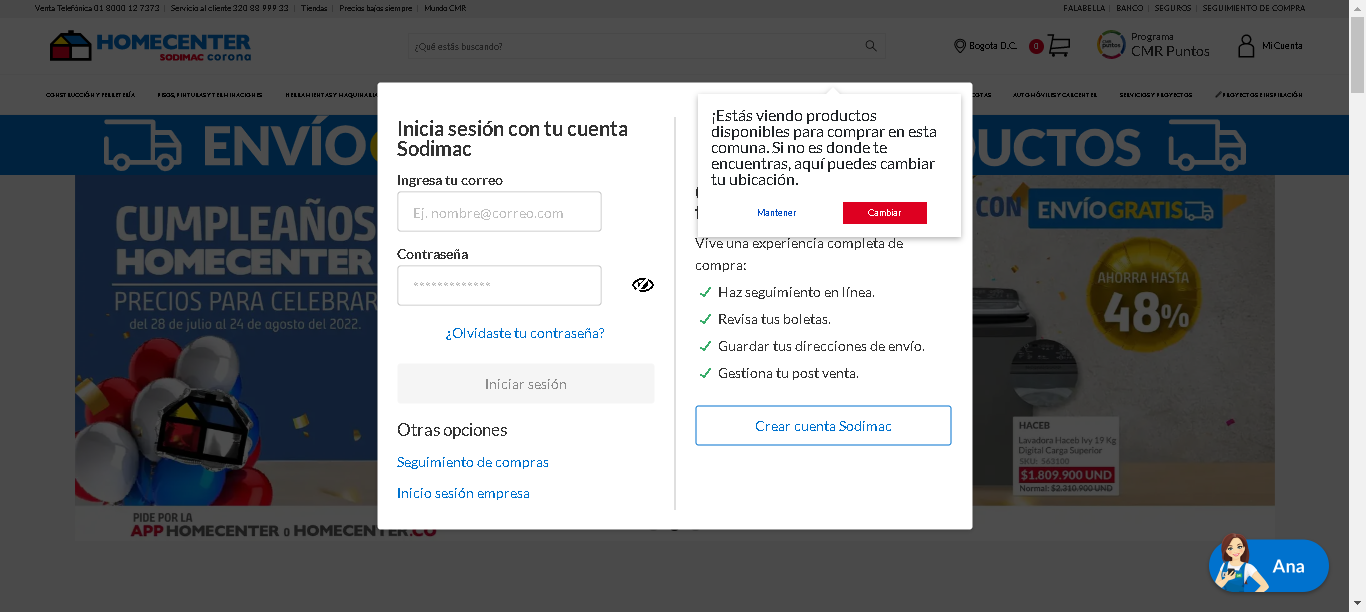 Venta Telefónica 01 8000 12 7373 | Servicio al cliente 320 88 999 33 | Tiendas | Precios bajos siempre | Mundo CMR
FALABELLA | BANCO | SEGUROS | SEGUIMIENTO DE COMPRA
HOMECENTER
SODIMAC corona
¿Qué estás buscando?
Bogota D.C.
0
Programa
CMR Puntos
Mi Cuenta
CONSTRUCCIÓN Y FERRETERÍA
PISOS, PINTURAS Y TERMINACIONES
HERRAMIENTAS Y MAQUINARIA
AUTOMÓVILES Y CARCENTER
SERVICIOS Y PROYECTOS
PROYECTOS E INSPIRACIÓN
ENVÍO
UCTOS
Inicia sesión con tu cuenta
Sodimac
Ingresa tu correo
Ej. nombre@correo.com
Contraseña
*************
¿Olvidaste tu contraseña?
Iniciar sesión
Otras opciones
Seguimiento de compras
Inicio sesión empresa
¡Estás viendo productos
disponibles para comprar en esta
comuna. Si no es donde te
encuentras, aquí puedes cambiar
tu ubicación.
Mantener
Cambiar
Vive una experiencia completa de
compra:
Haz seguimiento en línea.
Revisa tus boletas.
Guardar tus direcciones de envío.
Gestiona tu post venta.
Crear cuenta Sodimac
CUMPLEAÑOS
HOMECENTER
PRECIOS PARA CELEBRAR
del 28 de julio al 24 de agosto del 2022.
PIDE POR LA
APP HOMECENTER o HOMECENTER.CO
CON ENVÍO GRATIS
AHORRA HASTA
48%
HACEB
Lavadora Haceb Ivy 19 Kg
Digital Carga Superior
SKU: 563100
$1.809.900 UND
Normal: $2.310.900 UND
Ana